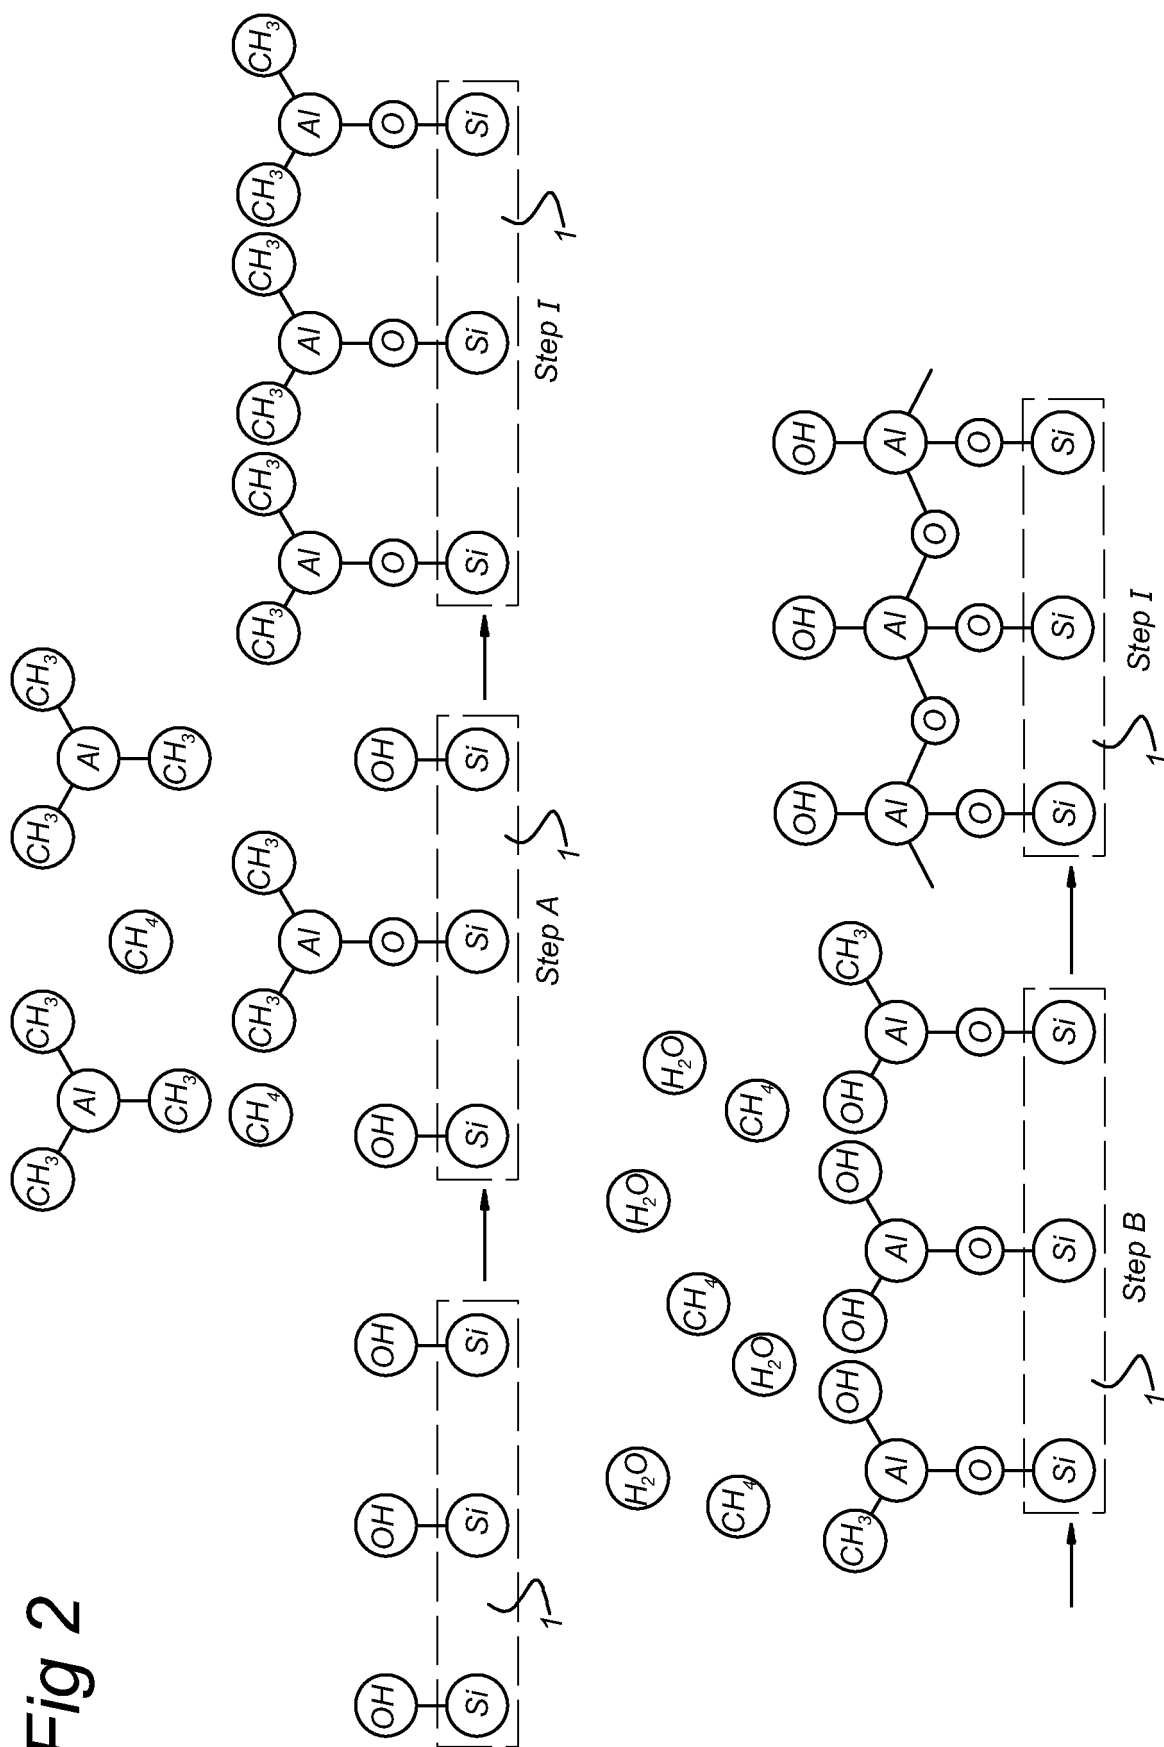 Fig 2
OH OH OH
Si Si Si
1
CH3 CH3 CH3 CH3
Al Al
CH3 CH4 CH3
CH4
CH3 CH3
Al
OH O OH
Si Si Si
1
Step A
CH3 CH3 CH3 CH3 CH3 CH3
Al Al Al
O O O
Si Si Si
1
Step I
H2O H2O H2O
CH4 CH4 H2O CH4
CH3 OH OH OH OH CH3
Al Al Al
O O O
Si Si Si
1
Step B
OH OH OH
Al Al Al
O O
O O O
Si Si Si
1
Step I